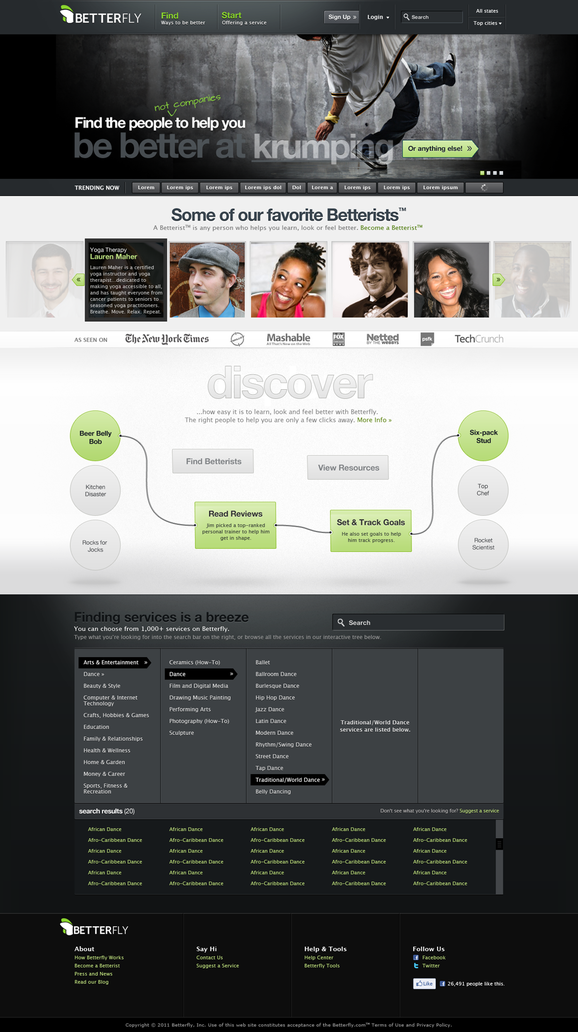 BETTERFLY
Find
Ways to be better
Start
Offering a service
Sign Up »
Login
Search
All states
Top cities
not companies
Find the people to help you
be better at krumping
Or anything else! »
TRENDING NOW
Lorem
Lorem ips
Lorem ips
Lorem ips dol
Dol
Lorem a
Lorem ips
Lorem ips
Lorem ipsam
Some of our favorite Betterists™
A Betterist™ is any person who helps you learn, look or feel better. Become a Betterist™
Yoga Therapy
Lauren Maher
Lauren Maher is a certified
yoga instructor and yoga
therapist...dedicated to
making yoga accessible to all,
and has taught everyone from
cancer patients to seniors to
seasoned yoga practitioners.
Breathe. Move. Relax. Repeat.
«
»
AS SEEN ON
The New York Times
Mashable
All That's New on the Web
FOX
Netted
BY THE WEBBYS
psfk
TechCrunch
discover
...how easy it is to learn, look and feel better with Betterfly.
The right people to help you are only a few clicks away. More info »
Beer Belly
Bob
Six-pack
Stud
Find Betterists
View Resources
Kitchen
Disaster
Top
Chef
Read Reviews
Jim picked a top-ranked
personal trainer to help him
get in shape.
Set & Track Goals
He also set goals to help
him track progress.
Rocks for
Jocks
Rocket
Scientist
Finding services is a breeze
You can choose from 1,000+ services on Betterfly.
Type what you're looking for into the search bar on the right, or browse all the services in our interactive tree below.
Search
Arts & Entertainment »
Dance »
Beauty & Style
Computer & Internet
Technology
Crafts, Hobbies & Games
Education
Family & Relationships
Health & Wellness
Home & Garden
Money & Career
Sports, Fitness &
Recreation
Ceramics (How-To)
Dance »
Film and Digital Media
Drawing Music Painting
Performing Arts
Photography (How-To)
Sculpture
Ballet
Ballroom Dance
Burlesque Dance
Hip Hop Dance
Jazz Dance
Latin Dance
Modern Dance
Rhythm/Swing Dance
Street Dance
Tap Dance
Traditional/World Dance »
Belly Dancing
Traditional/World Dance
services are listed below.
search results (20)
Don't see what you're looking for? Suggest a service
African Dance African Dance African Dance African Dance African Dance
Afro-Caribbean Dance Afro-Caribbean Dance Afro-Caribbean Dance Afro-Caribbean Dance Afro-Caribbean Dance
African Dance African Dance African Dance African Dance African Dance
Afro-Caribbean Dance Afro-Caribbean Dance Afro-Caribbean Dance Afro-Caribbean Dance Afro-Caribbean Dance
African Dance African Dance African Dance African Dance African Dance
Afro-Caribbean Dance Afro-Caribbean Dance Afro-Caribbean Dance Afro-Caribbean Dance Afro-Caribbean Dance
BETTERFLY
About
How Betterfly Works
Become a Betterist
Press and News
Read our Blog
Say Hi
Contact Us
Suggest a Service
Help & Tools
Help Center
Betterfly Tools
Follow Us
Facebook
Twitter
Like
26,491 people like this.
Copyright © 2011 Betterfly, Inc. Use of this web site constitutes acceptance of the Betterfly.com™ Terms of Use and Privacy Policy.